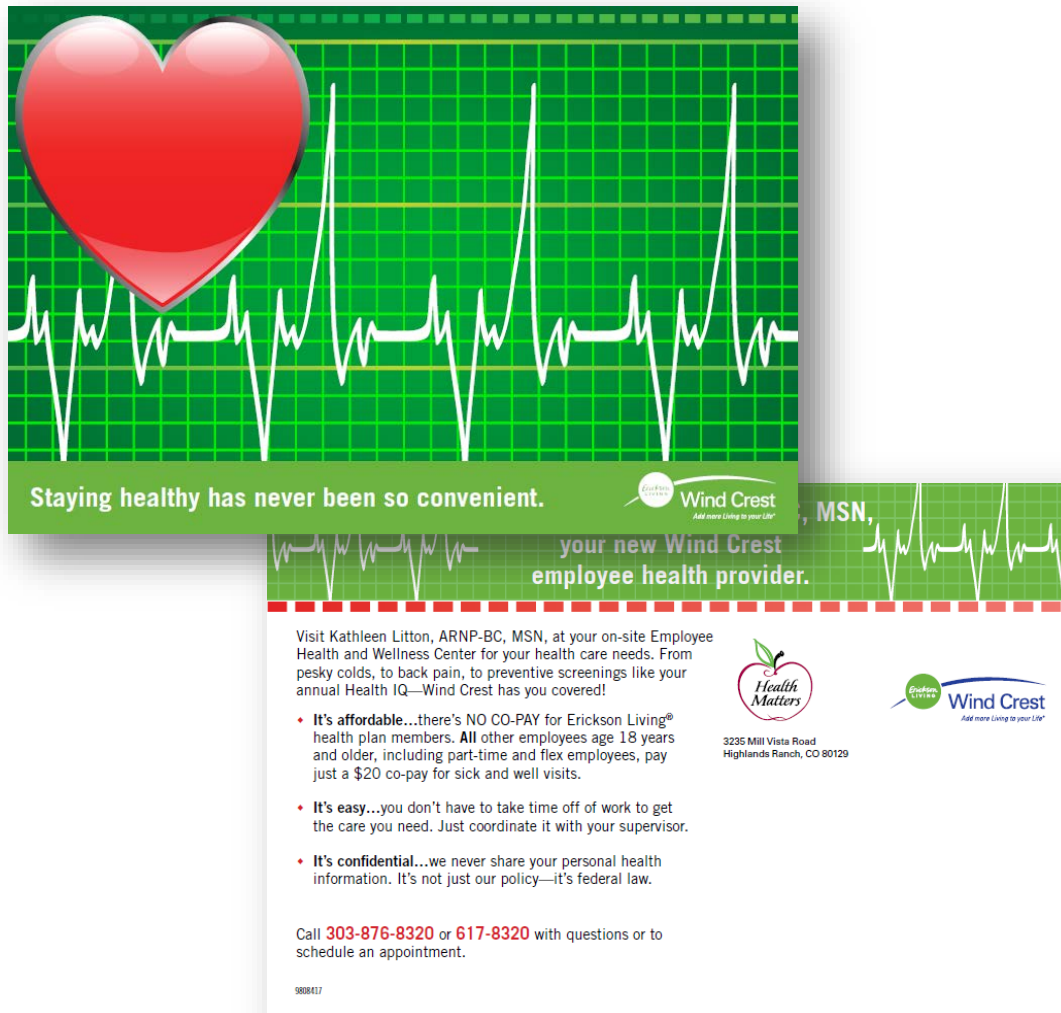 Staying healthy has never been so convenient.
Erickson
LIVING
Wind Crest
Add more Living to your Life®
MSN,
your new Wind Crest
employee health provider.
Visit Kathleen Litton, ARNP-BC, MSN, at your on-site Employee
Health and Wellness Center for your health care needs. From
pesky colds, to back pain, to preventive screenings like your
annual Health IQ—Wind Crest has you covered!
It's affordable...there's NO CO-PAY for Erickson Living®
health plan members. All other employees age 18 years
and older, including part-time and flex employees, pay
just a $20 co-pay for sick and well visits.
It's easy...you don't have to take time off of work to get
the care you need. Just coordinate it with your supervisor.
It's confidential...we never share your personal health
information. It's not just our policy—it's federal law.
Call 303-876-8320 or 617-8320 with questions or to
schedule an appointment.
9808417
Health
Matters
3235 Mill Vista Road
Highlands Ranch, CO 80129
Erickson
LIVING
Wind Crest
Add more Living to your Life®